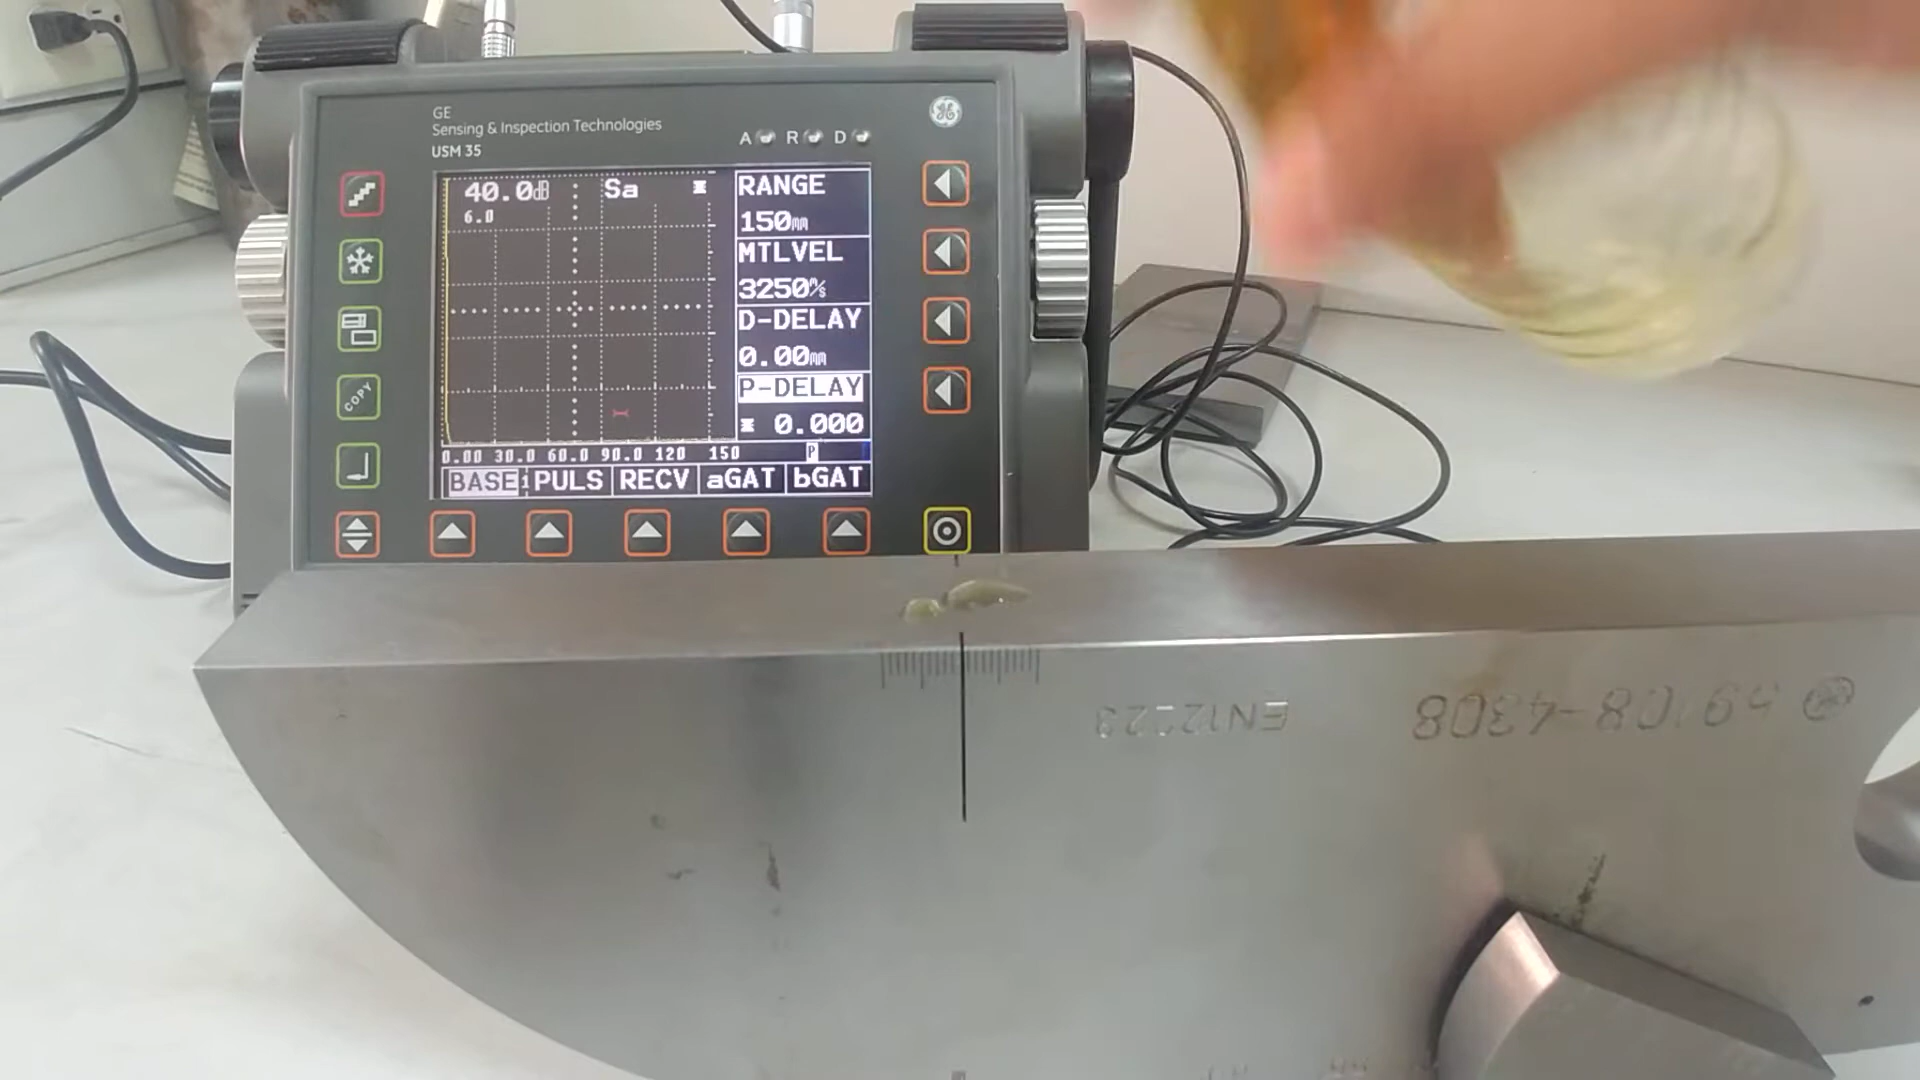 GE
Sensing & Inspection Technologies
USM 35
A R D
40.0dB Sa
6.0
RANGE
150mm
MTLVEL
3250m/s
D-DELAY
0.00mm
P-DELAY
0.000
0.00 30.0 60.0 90.0 120 150 P
BASE PULS RECV aGAT bGAT
COPY